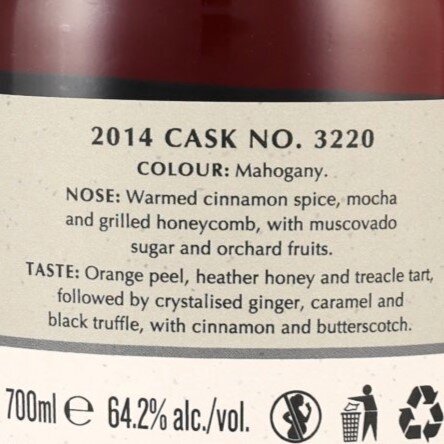 2014 CASK NO. 3220
COLOUR: Mahogany.
NOSE: Warmed cinnamon spice, mocha
and grilled honeycomb, with muscovado
sugar and orchard fruits.
TASTE: Orange peel, heather honey and treacle tart,
followed by crystalised ginger, caramel and
black truffle, with cinnamon and butterscotch.
700ml ℮ 64.2% alc./vol.